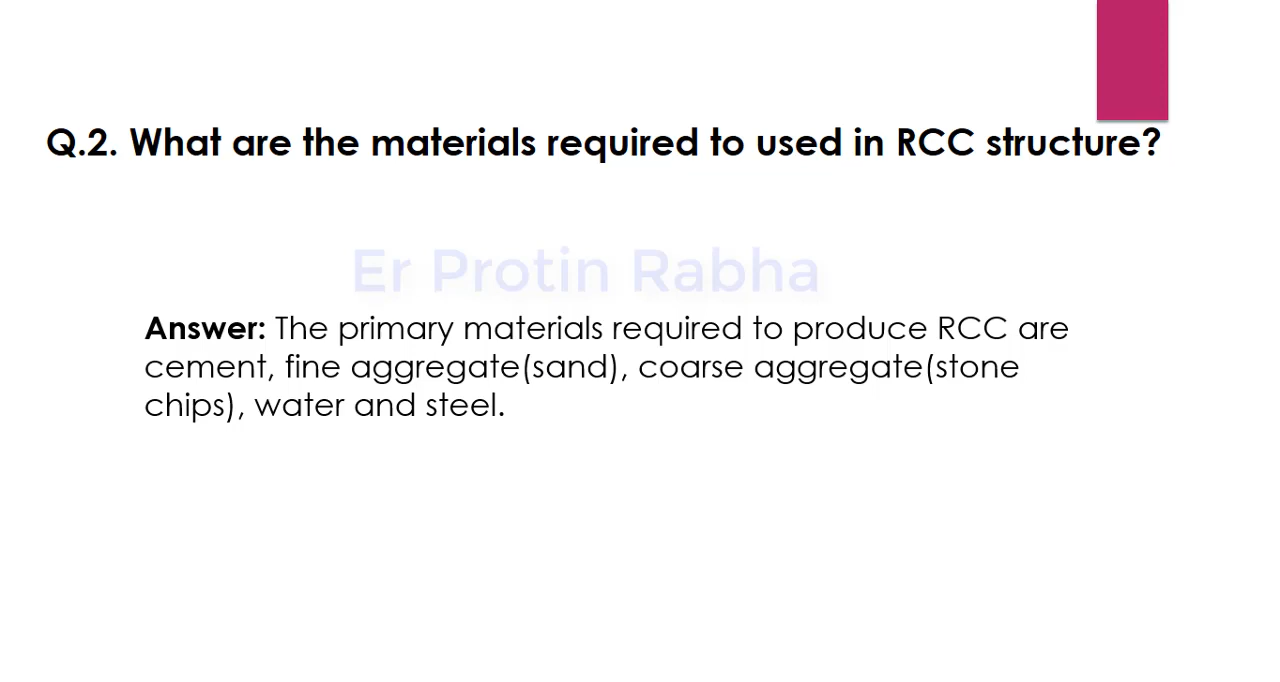 Q.2. What are the materials required to used in RCC structure?
Er Protin Rabha
Answer: The primary materials required to produce RCC are
cement, fine aggregate(sand), coarse aggregate(stone
chips), water and steel.